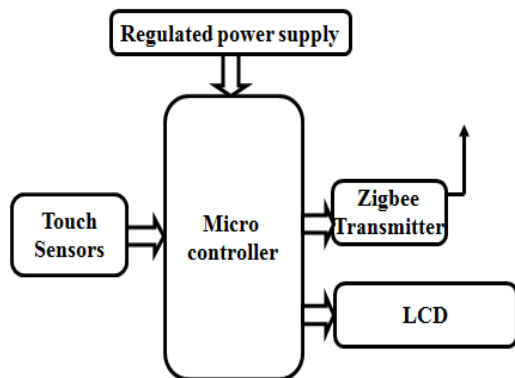 Regulated power supply
Touch
Sensors
Micro
controller
Zigbee
Transmitter
LCD